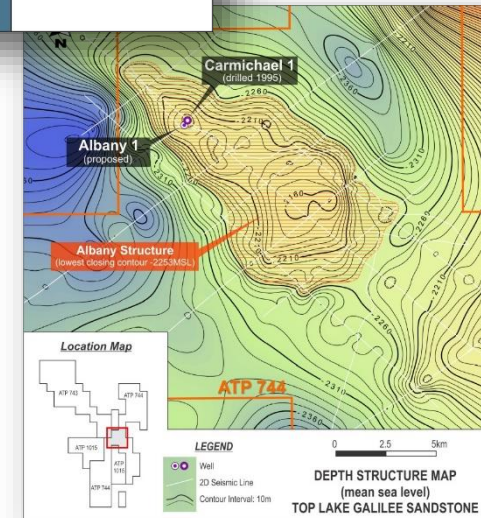 N
Carmichael 1
(drilled 1995)
Albany 1
(proposed)
Albany Structure
(lowest closing contour -2253MSL)
-2260
-2210
-2260
-2210
-2310
-2160
-2210
-2260
-2310
-2310
-2360
ATP 744
Location Map
ATP 743
ATP 744
ATP 1015
ATP 1015
ATP 744
LEGEND
Well
2D Seismic Line
Contour Interval: 10m
0 2.5 5km
DEPTH STRUCTURE MAP
(mean sea level)
TOP LAKE GALILEE SANDSTONE